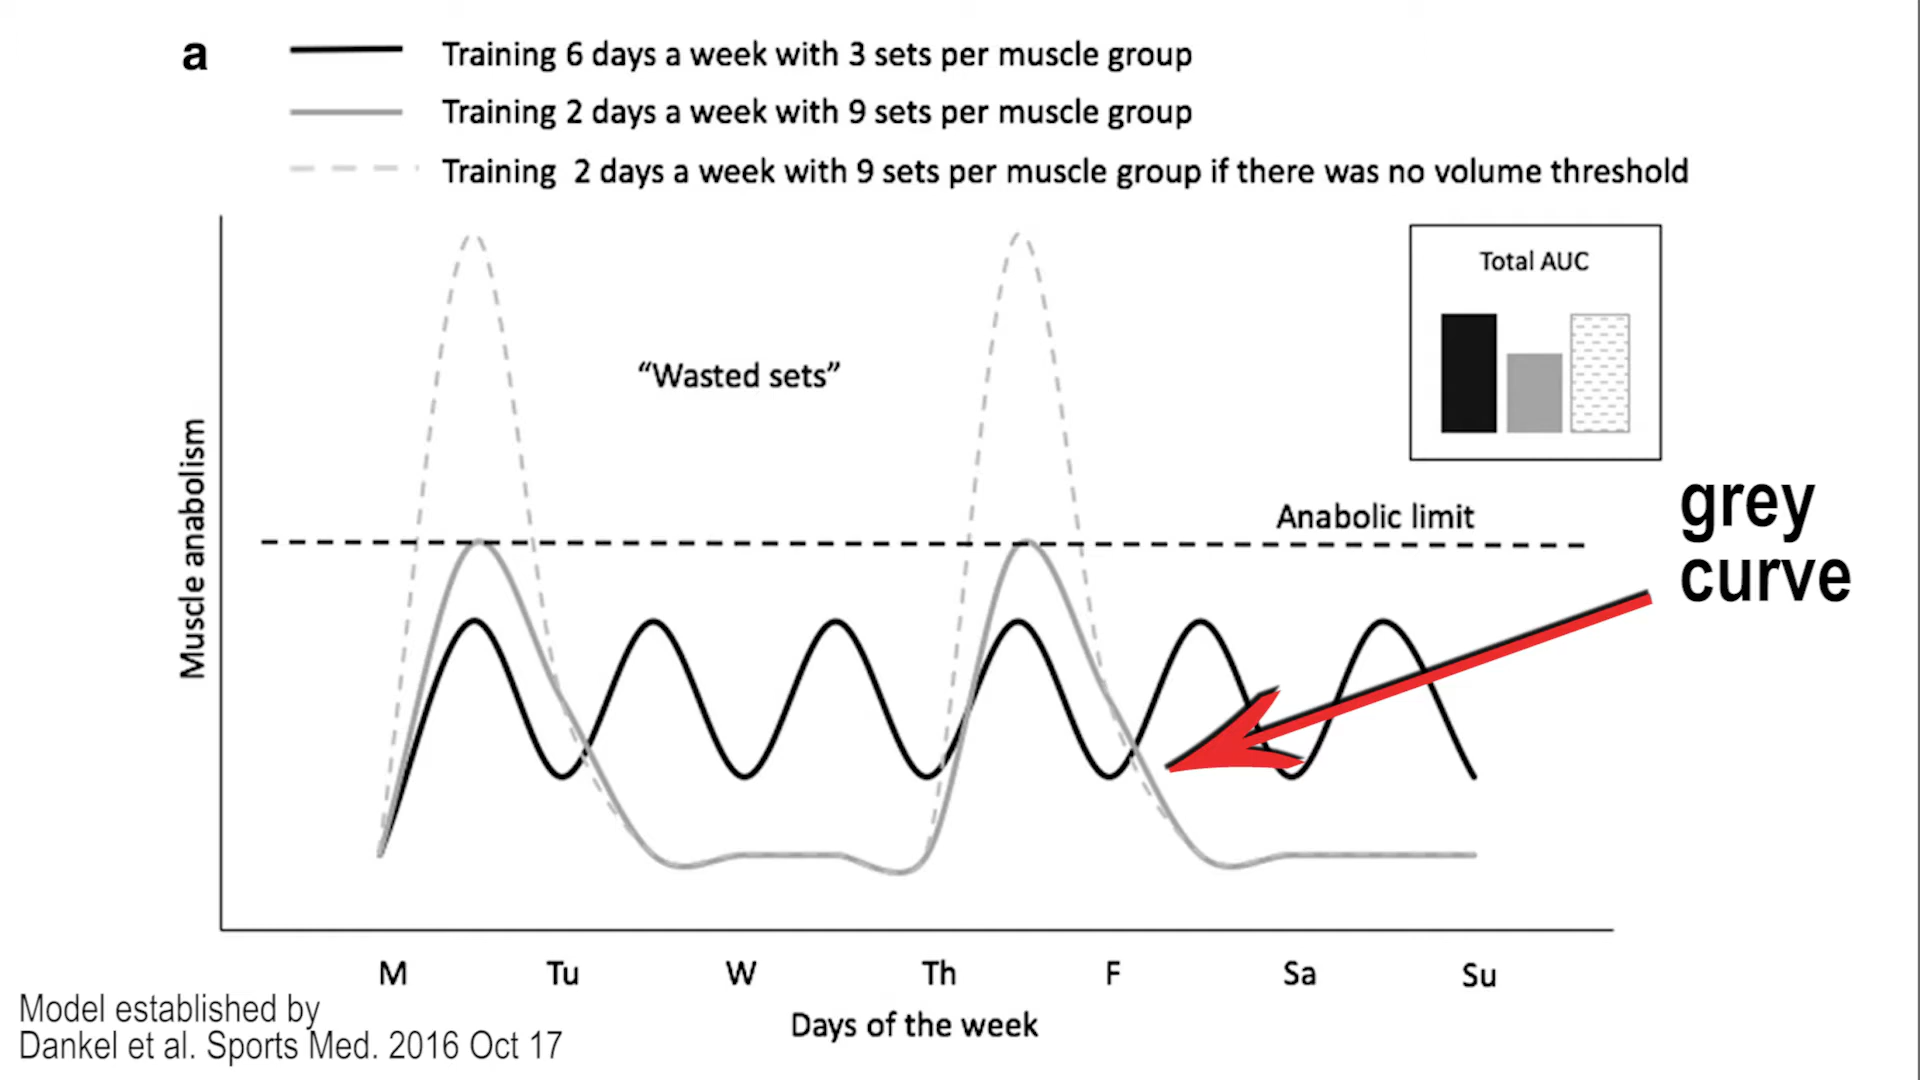 a
Training 6 days a week with 3 sets per muscle group
Training 2 days a week with 9 sets per muscle group
Training 2 days a week with 9 sets per muscle group if there was no volume threshold
Total AUC
"Wasted sets"
Anabolic limit
grey
curve
Muscle anabolism
M Tu W Th F Sa Su
Days of the week
Model established by
Dankel et al. Sports Med. 2016 Oct 17